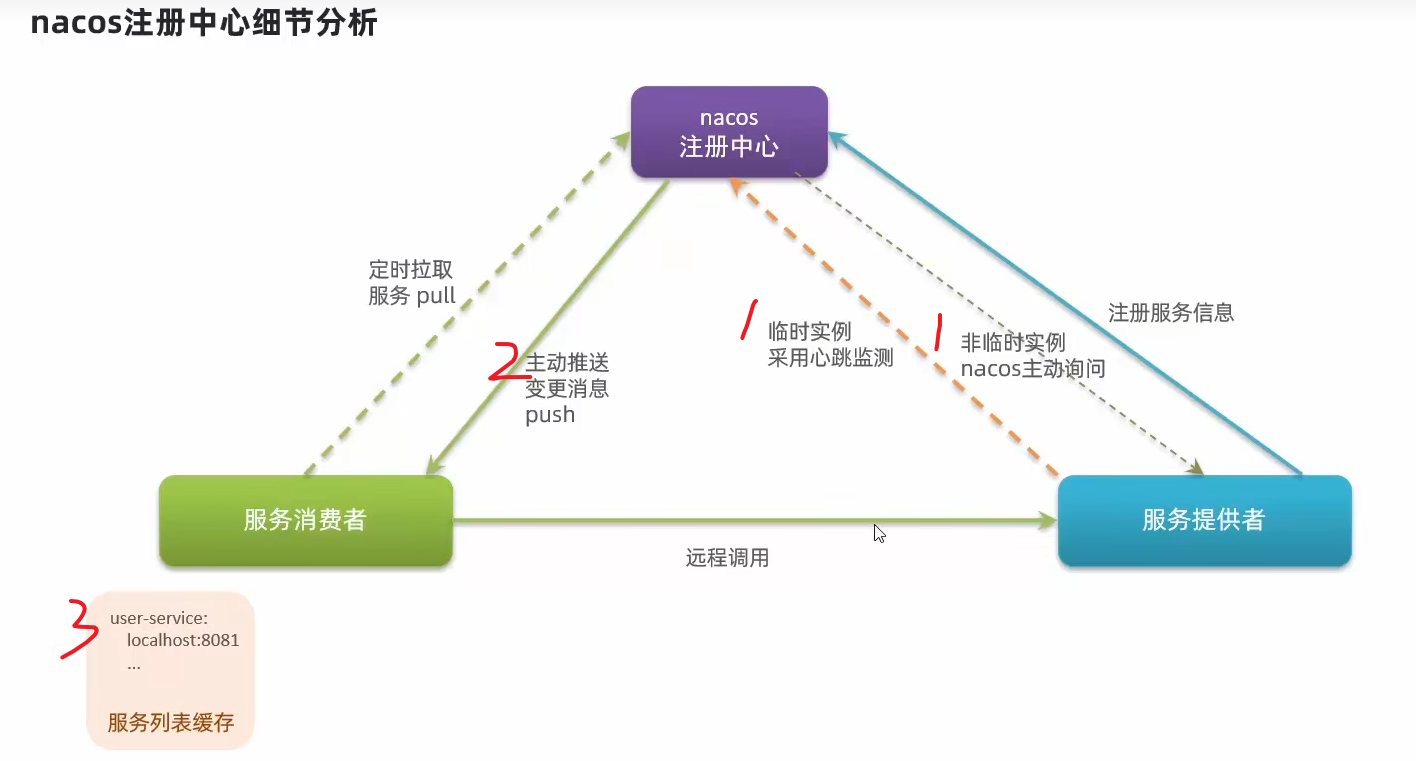 nacos注册中心细节分析
nacos
注册中心
定时拉取
服务 pull
2
主动推送
变更消息
push
1
临时实例
采用心跳监测
1
非临时实例
nacos主动询问
注册服务信息
服务消费者
远程调用
服务提供者
3
user-service:
localhost:8081
...
服务列表缓存